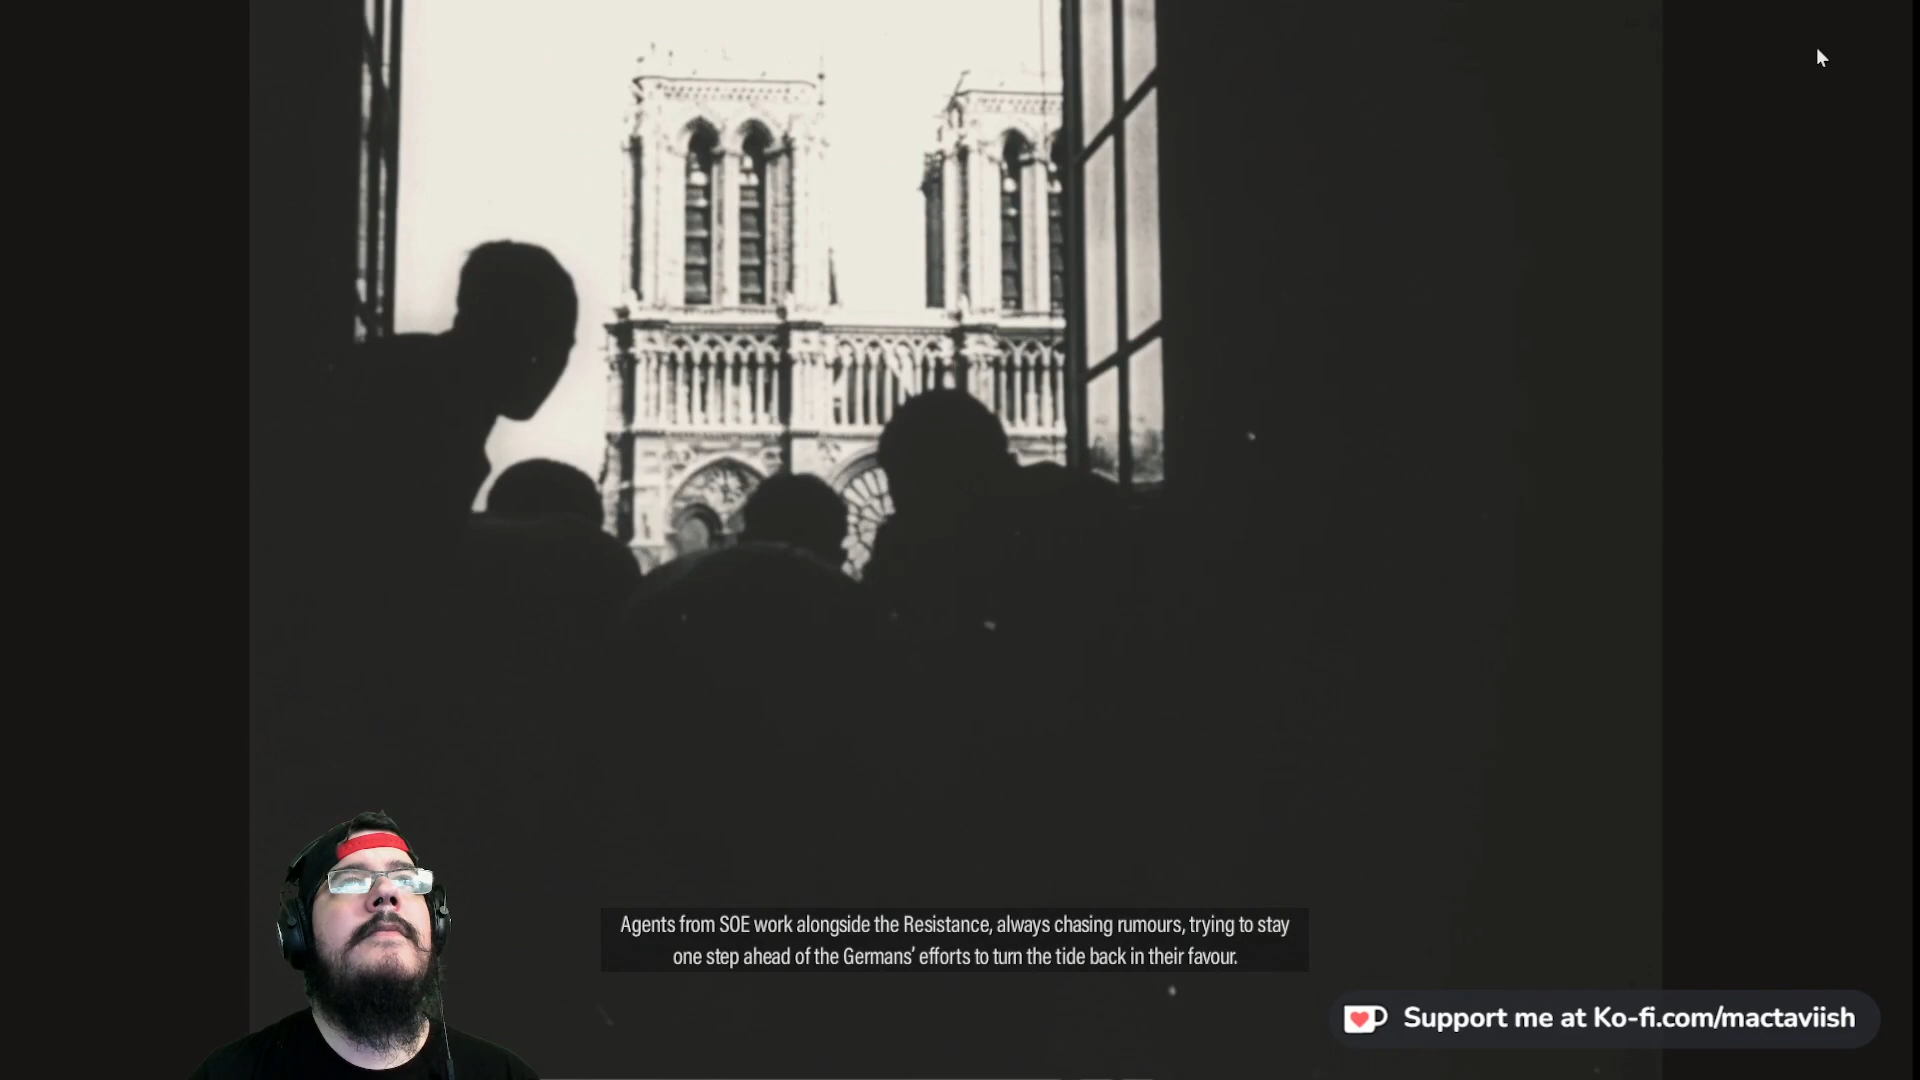 Agents from SOE work alongside the Resistance, always chasing rumours, trying to stay
one step ahead of the Germans' efforts to turn the tide back in their favour.
Support me at Ko-fi.com/mactaviish